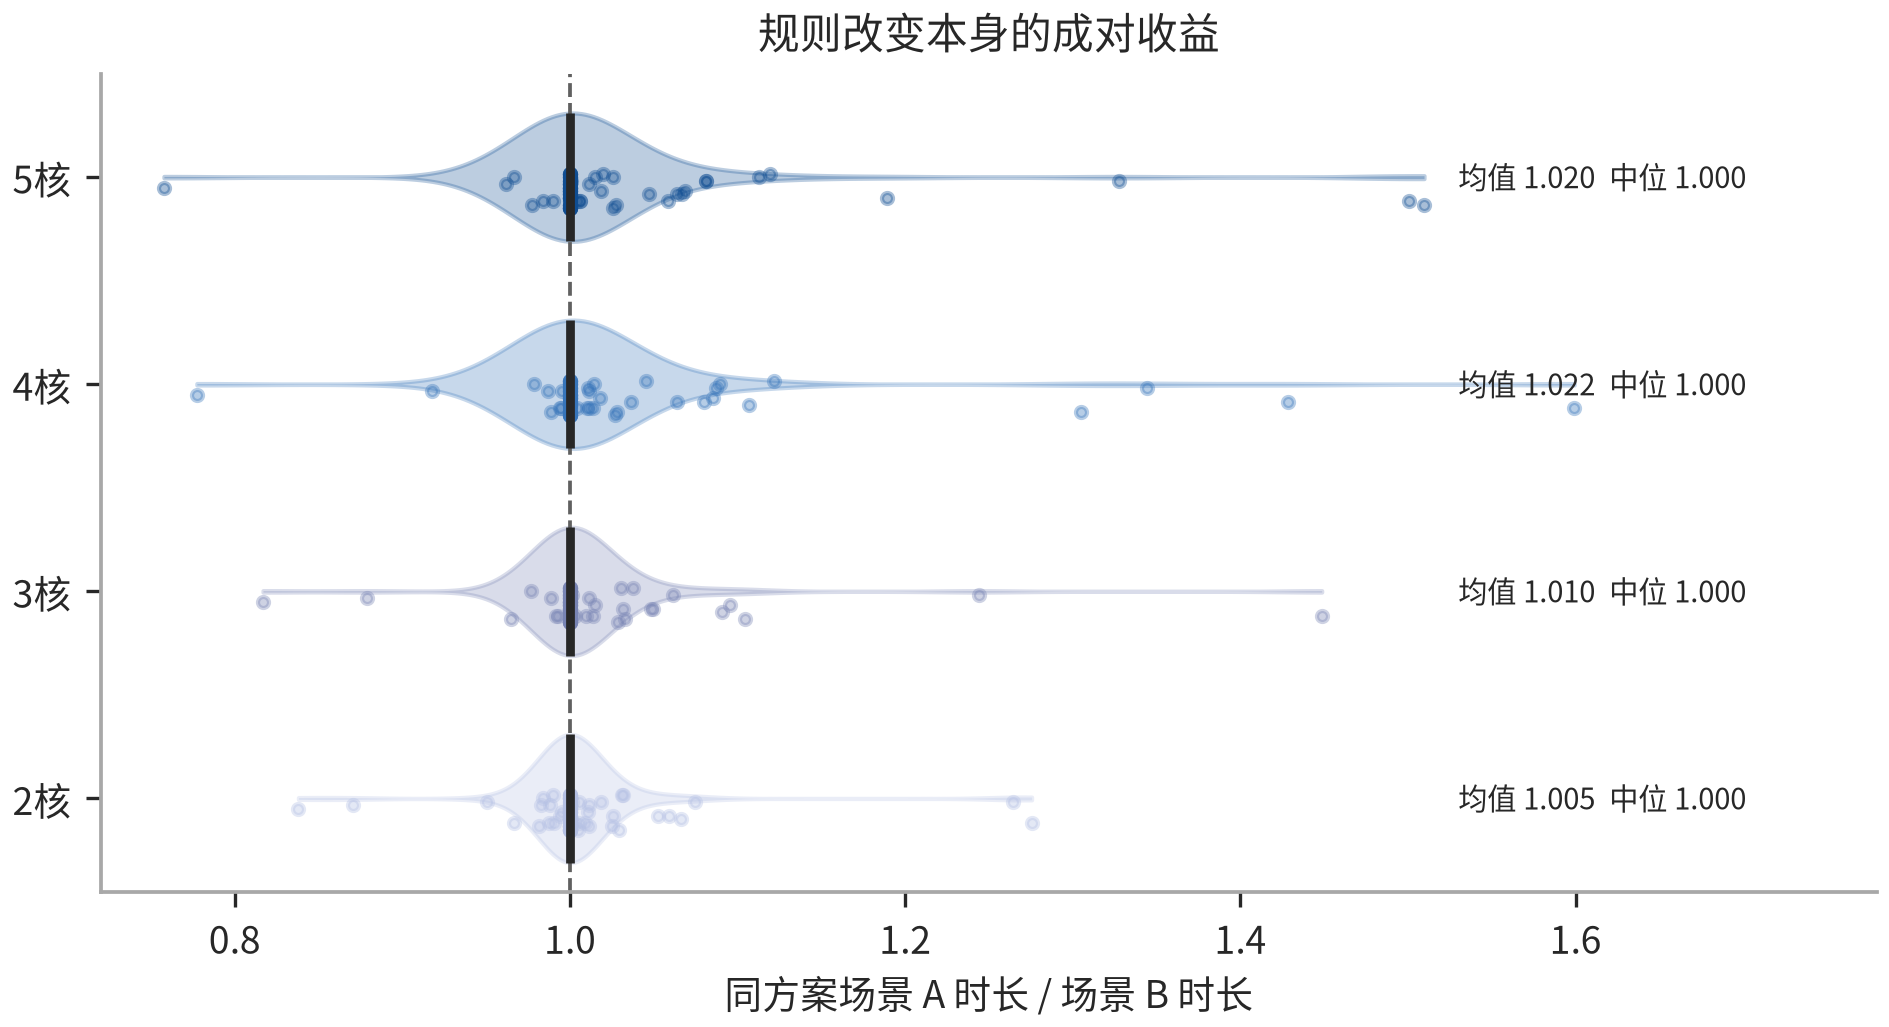 规则改变本身的成对收益
5核
均值 1.020 中位 1.000
4核
均值 1.022 中位 1.000
3核
均值 1.010 中位 1.000
2核
均值 1.005 中位 1.000
0.8 1.0 1.2 1.4 1.6
同方案场景 A 时长 / 场景 B 时长